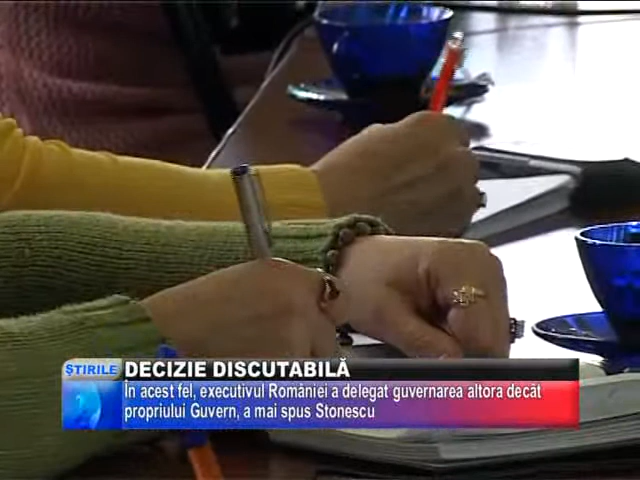 ŞTIRILE
DECIZIE DISCUTABILĂ
În acest fel, executivul României a delegat guvernarea altora decât
propriului Guvern, a mai spus Stonescu